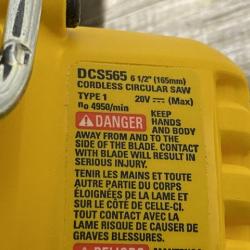 DCS565 6 1/2" (165mm)
CORDLESS CIRCULAR SAW
TYPE 1 20V ⎓ (Max)
n₀ 4950/min
⚠DANGER KEEP
HANDS
AND BODY
AWAY FROM AND TO THE
SIDE OF THE BLADE. CONTACT
WITH BLADE WILL RESULT IN
SERIOUS INJURY.
TENIR LES MAINS ET TOUTE
AUTRE PARTIE DU CORPS
ÉLOIGNÉES DE LA LAME ET
SUR LE CÔTÉ DE CELLE-CI.
TOUT CONTACT AVEC LA
LAME RISQUE DE CAUSER DE
GRAVES BLESSURES.